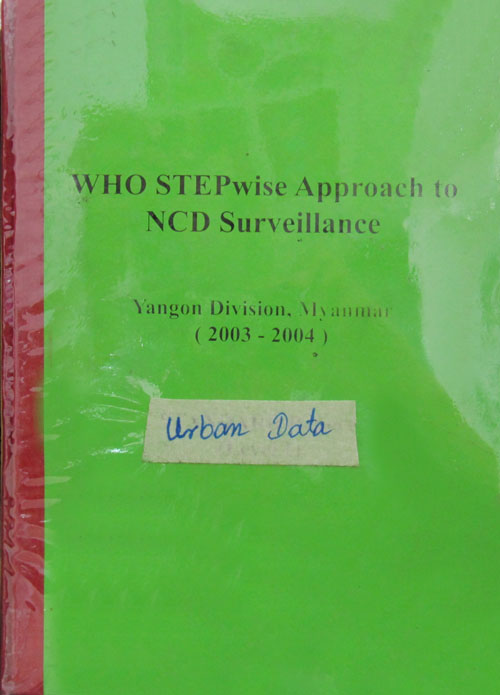 WHO STEPwise Approach to
NCD Surveillance
Yangon Division, Myanmar
( 2003 - 2004 )
Urban Data